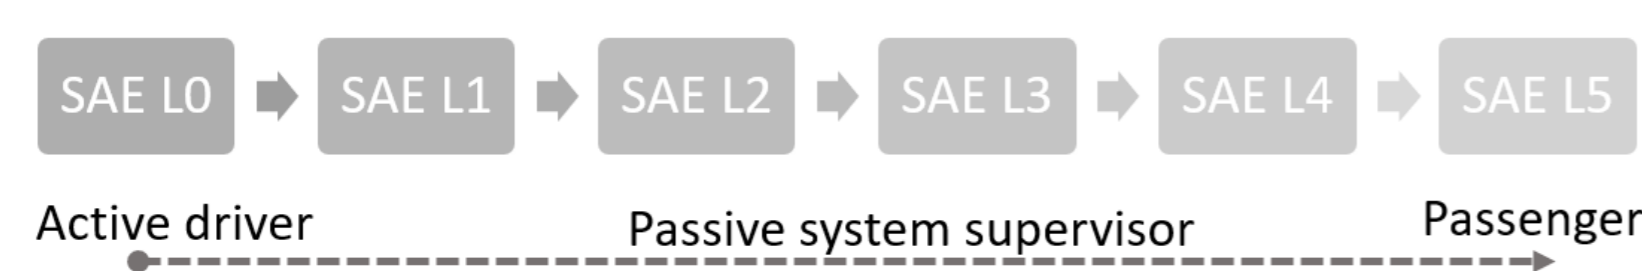 SAE L0 SAE L1 SAE L2 SAE L3 SAE L4 SAE L5
Active driver Passive system supervisor Passenger